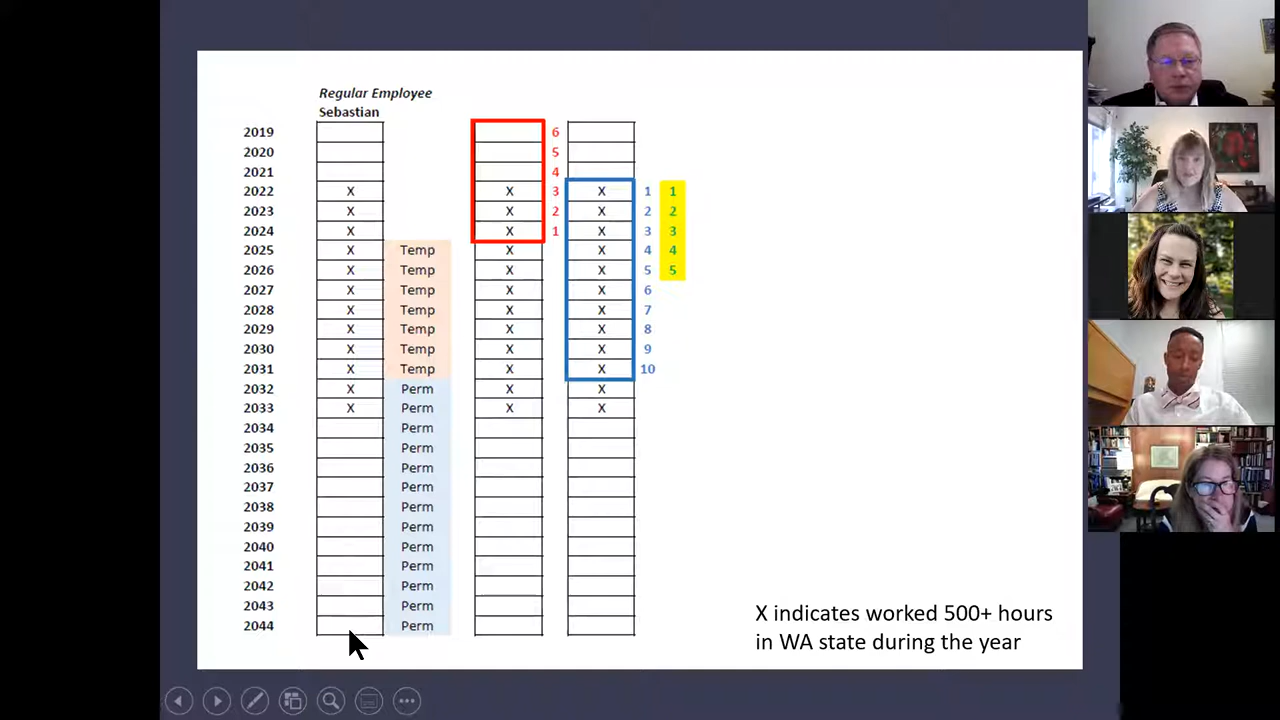 Regular Employee
Sebastian
2019 6
2020 5
2021 4
2022 X X 3 X 1 1
2023 X X 2 X 2 2
2024 X X 1 X 3 3
2025 X Temp X X 4 4
2026 X Temp X X 5 5
2027 X Temp X X 6
2028 X Temp X X 7
2029 X Temp X X 8
2030 X Temp X X 9
2031 X Temp X X 10
2032 X Perm X X
2033 X Perm X X
2034 Perm
2035 Perm
2036 Perm
2037 Perm
2038 Perm
2039 Perm
2040 Perm
2041 Perm
2042 Perm
2043 Perm
2044 Perm
X indicates worked 500+ hours
in WA state during the year